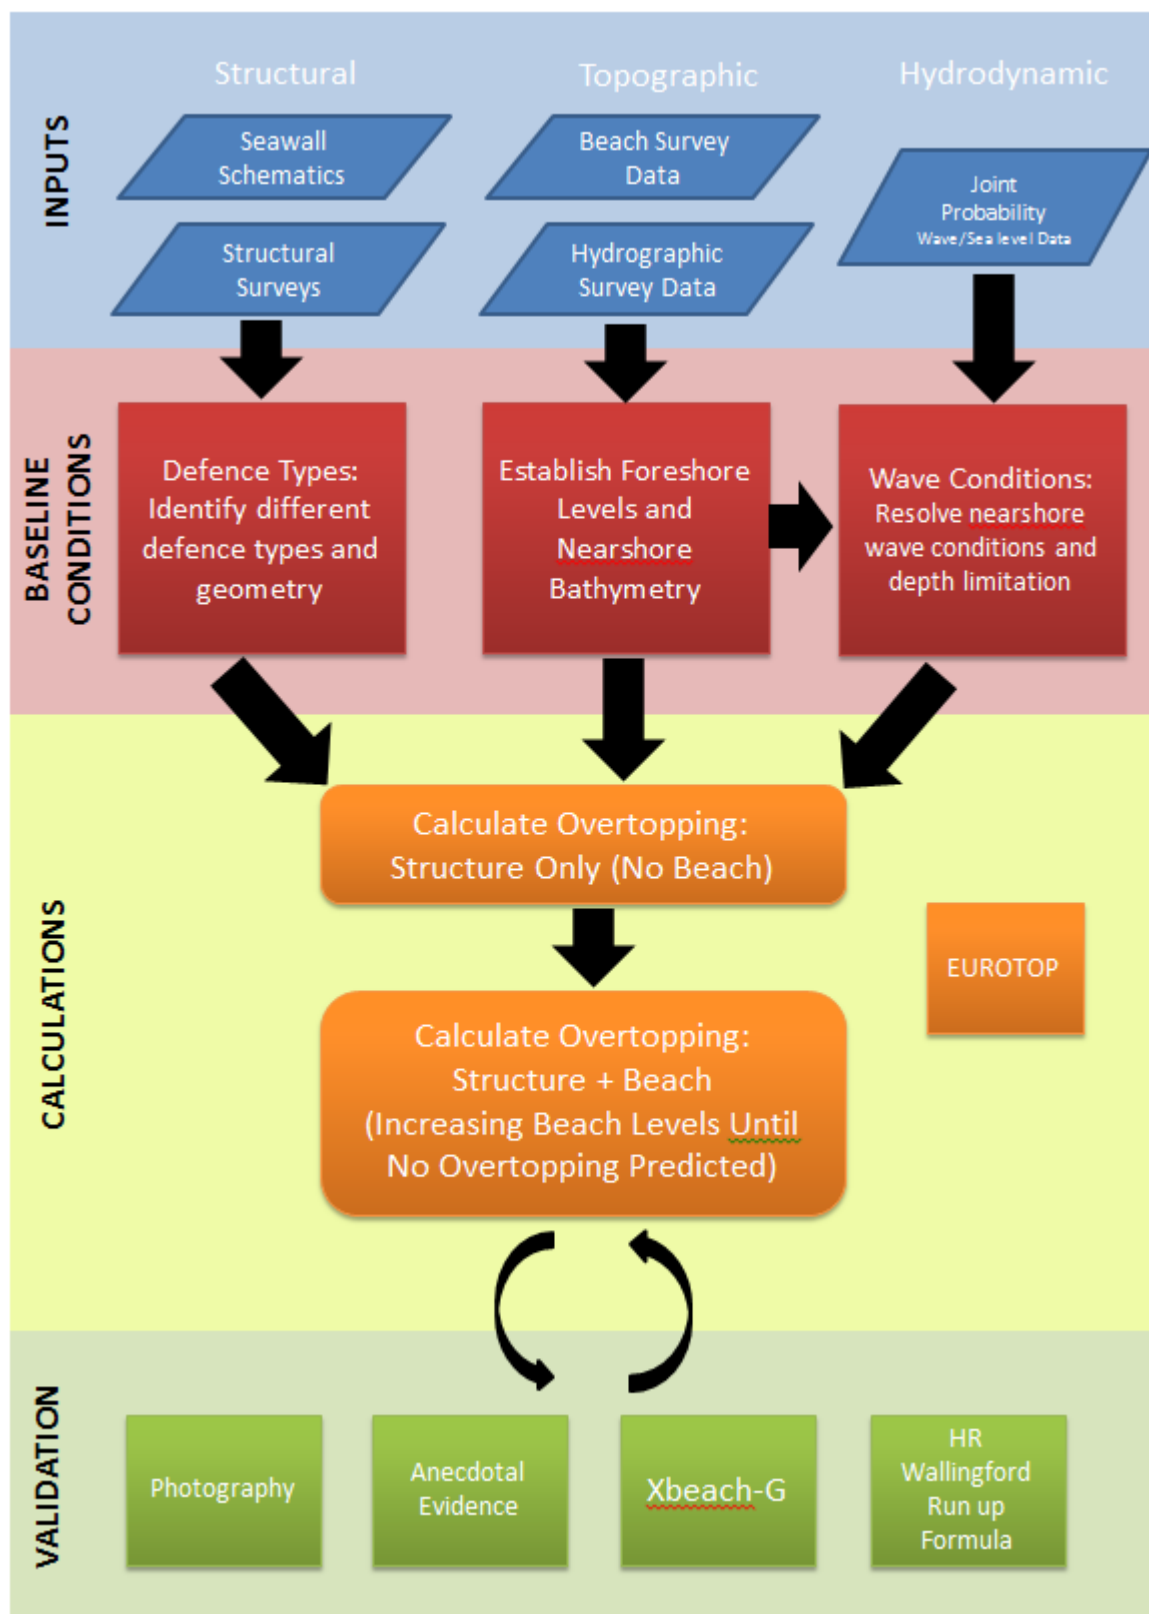 INPUTS
Structural
Topographic
Hydrodynamic
Seawall
Schematics
Beach Survey
Data
Joint
Probability
Wave/Sea level Data
Structural
Surveys
Hydrographic
Survey Data
BASELINE
CONDITIONS
Defence Types:
Identify different
defence types and
geometry
Establish Foreshore
Levels and
Nearshore
Bathymetry
Wave Conditions:
Resolve nearshore
wave conditions and
depth limitation
CALCULATIONS
Calculate Overtopping:
Structure Only (No Beach)
EUROTOP
Calculate Overtopping:
Structure + Beach
(Increasing Beach Levels Until
No Overtopping Predicted)
VALIDATION
Photography
Anecdotal
Evidence
Xbeach-G
HR
Wallingford
Run up
Formula